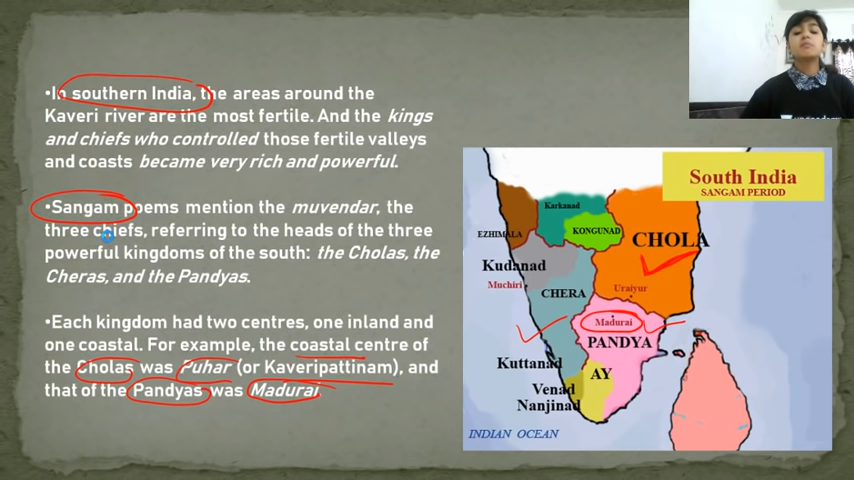 •In southern India, the areas around the
Kaveri river are the most fertile. And the kings
and chiefs who controlled those fertile valleys
and coasts became very rich and powerful.
•Sangam poems mention the muvendar, the
three chiefs, referring to the heads of the three
powerful kingdoms of the south: the Cholas, the
Cheras, and the Pandyas.
•Each kingdom had two centres, one inland and
one coastal. For example, the coastal centre of
the Cholas was Puhar (or Kaveripattinam), and
that of the Pandyas was Madurai.
South India
SANGAM PERIOD
Karkanad
EZHIMALA
KONGUNAD
CHOLA
Kudanad
Muchiri
CHERA
Uraiyur
Madurai
PANDYA
Kuttanad
AY
Venad
Nanjinad
INDIAN OCEAN